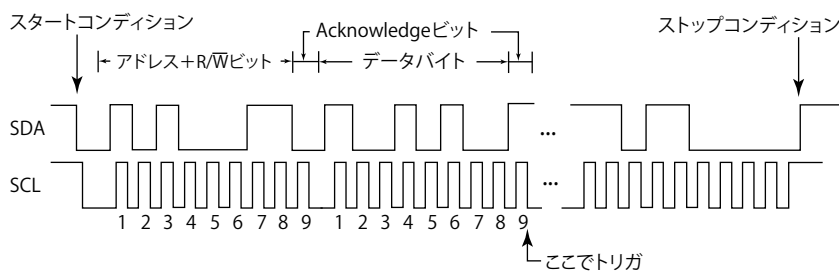 スタートコンディション
Acknowledgeビット
ストップコンディション
アドレス+R/W̅ビット
データバイト
SDA
...
SCL
...
1 2 3 4 5 6 7 8 9 1 2 3 4 5 6 7 8 9
ここでトリガ